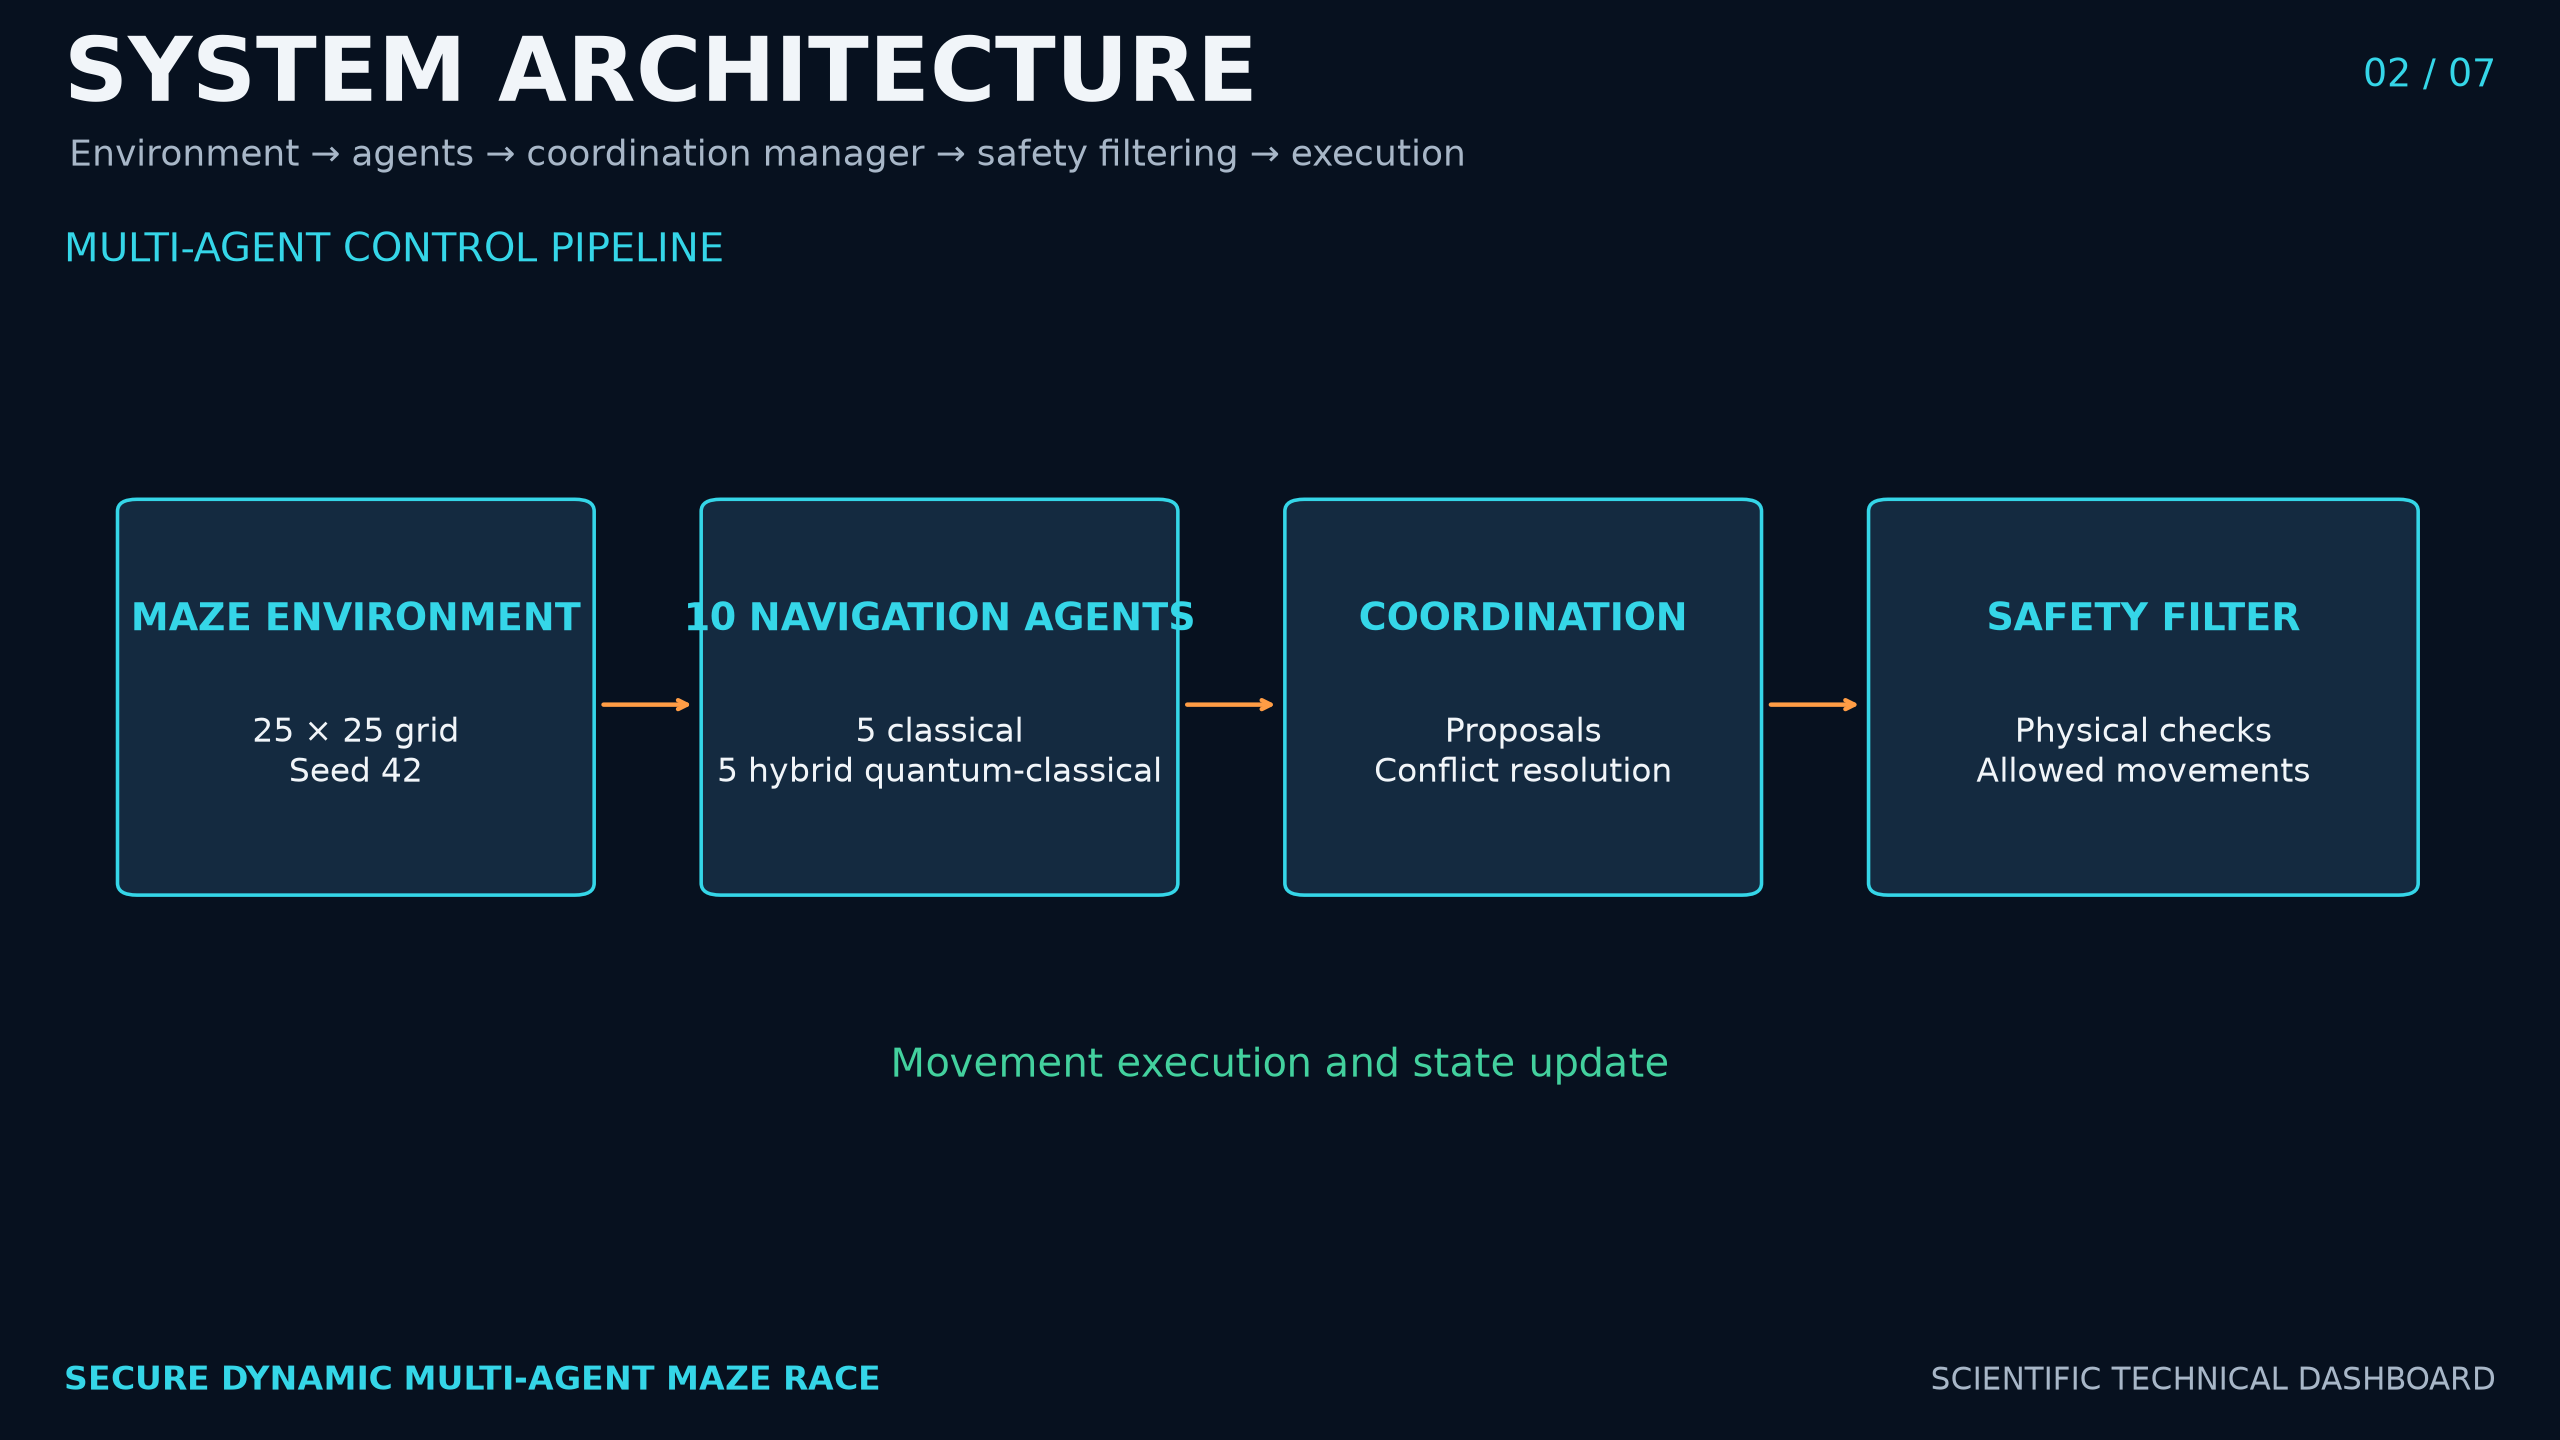 SYSTEM ARCHITECTURE
02 / 07
Environment → agents → coordination manager → safety filtering → execution
MULTI-AGENT CONTROL PIPELINE
MAZE ENVIRONMENT
25 × 25 grid
Seed 42
10 NAVIGATION AGENTS
5 classical
5 hybrid quantum-classical
COORDINATION
Proposals
Conflict resolution
SAFETY FILTER
Physical checks
Allowed movements
Movement execution and state update
SECURE DYNAMIC MULTI-AGENT MAZE RACE
SCIENTIFIC TECHNICAL DASHBOARD